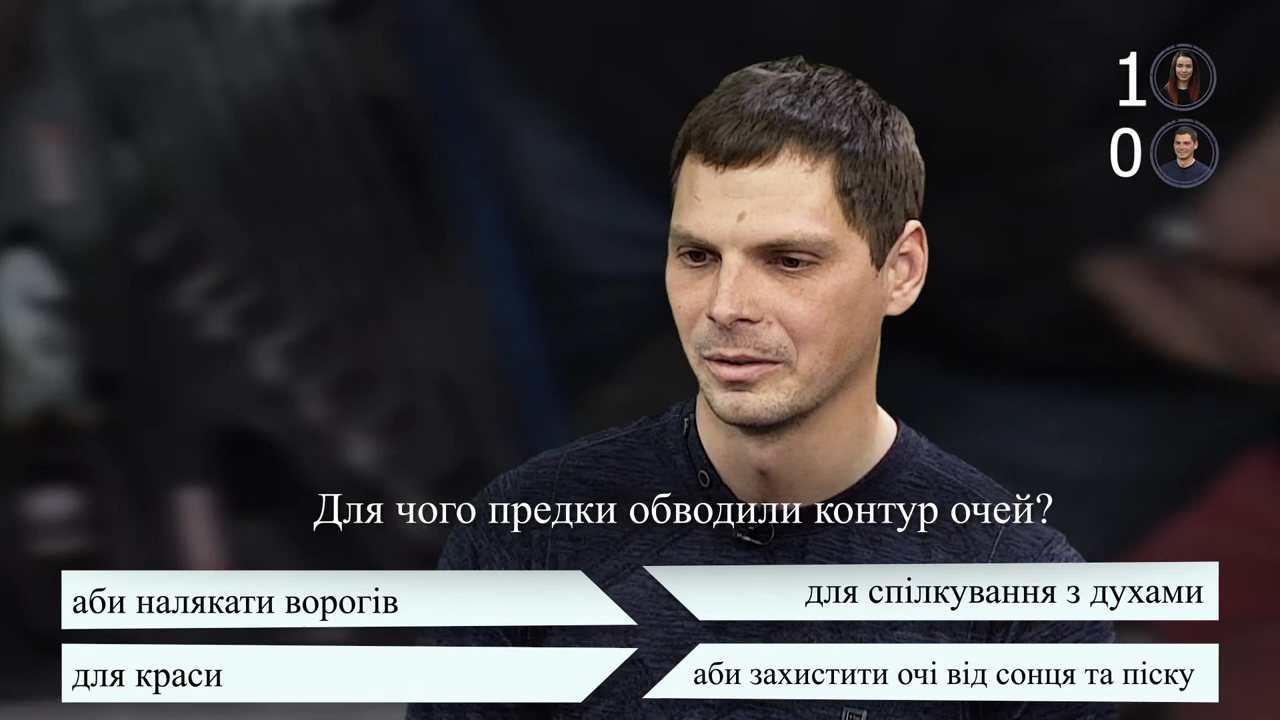 1
0
Для чого предки обводили контур очей?
аби налякати ворогів
для спілкування з духами
для краси
аби захистити очі від сонця та піску